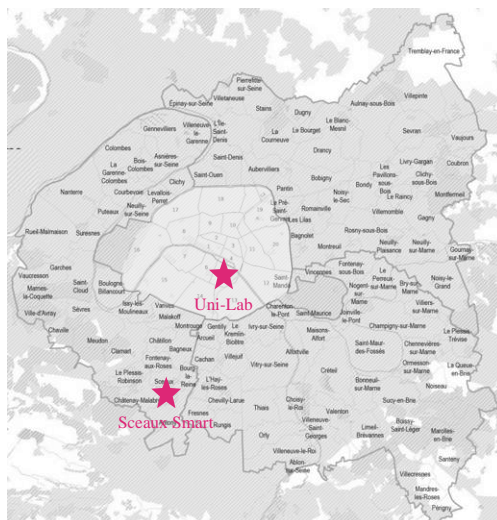 Tremblay-en-France
Pierrefitte-
sur-Seine
Villetaneuse
Épinay-sur-Seine
Stains
Dugny
Villepinte
Aulnay-sous-Bois
Gennevilliers
Villeneuve-
la-Garenne
L'Île-
Saint-
Denis
La
Courneuve
Le Bourget
Le Blanc-
Mesnil
Sevran
Vaujours
Colombes
Bois-
Colombes
Asnières-
sur-Seine
Saint-Denis
Drancy
La
Garenne-
Colombes
Clichy
Saint-Ouen
Aubervilliers
Bobigny
Livry-Gargan
Coubron
Clichy-
sous-Bois
Les
Pavillons-
sous-Bois
Nanterre
Courbevoie
Levallois-
Perret
Pantin
Noisy-
le-Sec
Bondy
Le Raincy
Montfermeil
Puteaux
Neuilly-
sur-Seine
17
18
19
Le Pré-
Saint-
Gervais
Les Lilas
Romainville
Villemomble
Gagny
Rueil-Malmaison
Suresnes
Bagnolet
Rosny-sous-Bois
Montreuil
Neuilly-
Plaisance
Neuilly-
sur-Marne
Gournay-
sur-Marne
Garches
Vaucresson
Marnes-
la-Coquette
Saint-
Cloud
Boulogne
Billancourt
Saint-
Mandé
Vincennes
Fontenay-
sous-Bois
Le
Perreux-
sur-Marne
Bry-sur-
Marne
Noisy-le-Grand
Nogent-
sur-Marne
Villiers-
sur-Marne
Ville-d'Avray
Sèvres
Issy-les-
Moulineaux
Vanves
Malakoff
Uni-Lab
Charenton-
le-Pont
Saint-Maurice
Joinville-
le-Pont
Champigny-sur-Marne
Le Plessis-
Trévise
Chaville
Meudon
Montrouge
Gentilly
Le
Kremlin-
Bicêtre
Ivry-sur-Seine
Maisons-
Alfort
Saint-Maur-
des-Fossés
Chennevières-
sur-Marne
Châtillon
Bagneux
Arcueil
Clamart
Fontenay-
aux-Roses
Cachan
Villejuif
Alfortville
Ormesson-
sur-Marne
La Queue-
en-Brie
Le Plessis-
Robinson
Sceaux
Bourg-
la-Reine
L'Haÿ-
les-Roses
Vitry-sur-Seine
Créteil
Bonneuil-
sur-Marne
Noiseau
Châtenay-Malabry
Chevilly-Larue
Thiais
Choisy-
le-Roi
Sucy-en-Brie
Sceaux-Smart
Fresnes
Rungis
Orly
Valenton
Villeneuve-
Saint-
Georges
Limeil-
Brévannes
Boissy-
Saint-Léger
Marolles-
en-Brie
Villeneuve-le-Roi
Ablon-
sur-Seine
Santeny
Villecresnes
Mandres-
les-Roses
Périgny